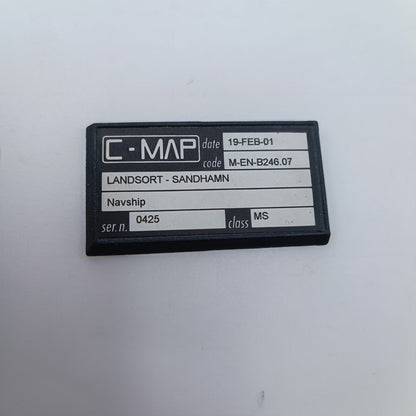 C-MAP date 19-FEB-01
code M-EN-B246.07
LANDSORT - SANDHAMN
Navship
ser. n. 0425 class MS